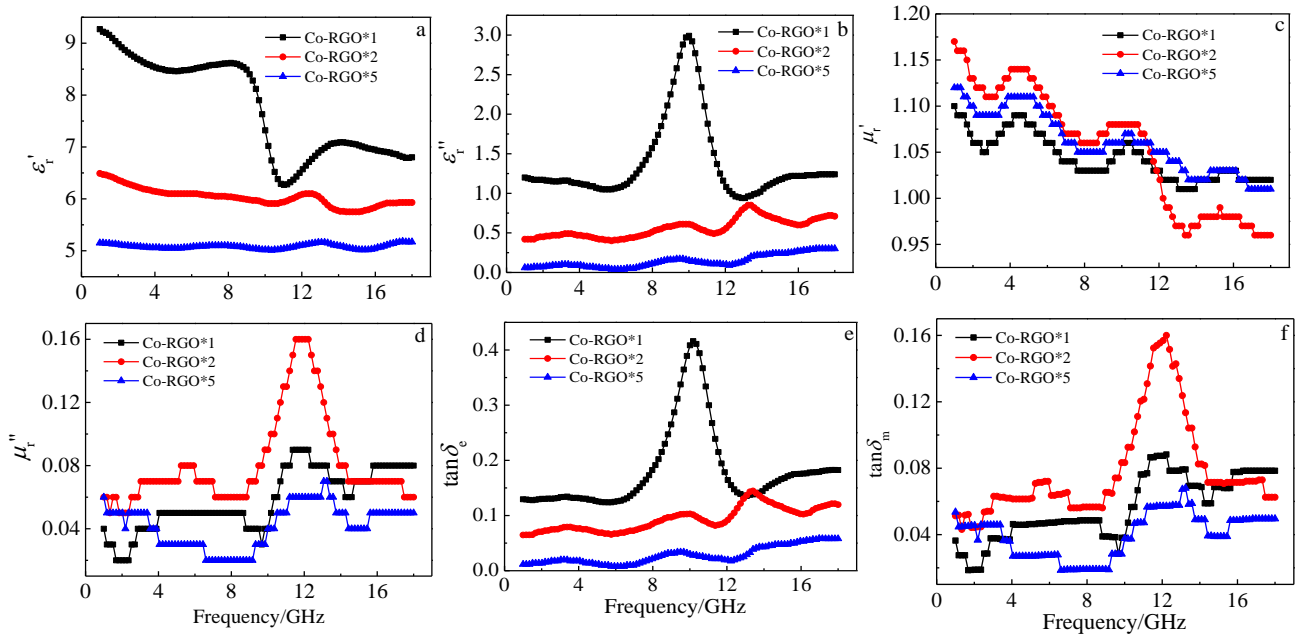 a
Co-RGO*1
Co-RGO*2
Co-RGO*5
9
8
7
6
5
0 4 8 12 16
εr'
b
Co-RGO*1
Co-RGO*2
Co-RGO*5
3.0
2.5
2.0
1.5
1.2
0.5
0.0
0 4 8 12 16
εr''
c
Co-RGO*1
Co-RGO*2
Co-RGO*5
1.20
1.15
1.10
1.05
1.00
0.95
0 4 8 12 16
μr'
d
Co-RGO*1
Co-RGO*2
Co-RGO*5
0.16
0.12
0.08
0.04
0 4 8 12 16
μr''
Frequency/GHz
e
Co-RGO*1
Co-RGO*2
Co-RGO*5
0.4
0.3
0.2
0.1
0.0
0 4 8 12 16
tanδe
Frequency/GHz
f
Co-RGO*1
Co-RGO*2
Co-RGO*5
0.16
0.12
0.08
0.04
0.00
0 4 8 12 16
tanδm
Frequency/GHz